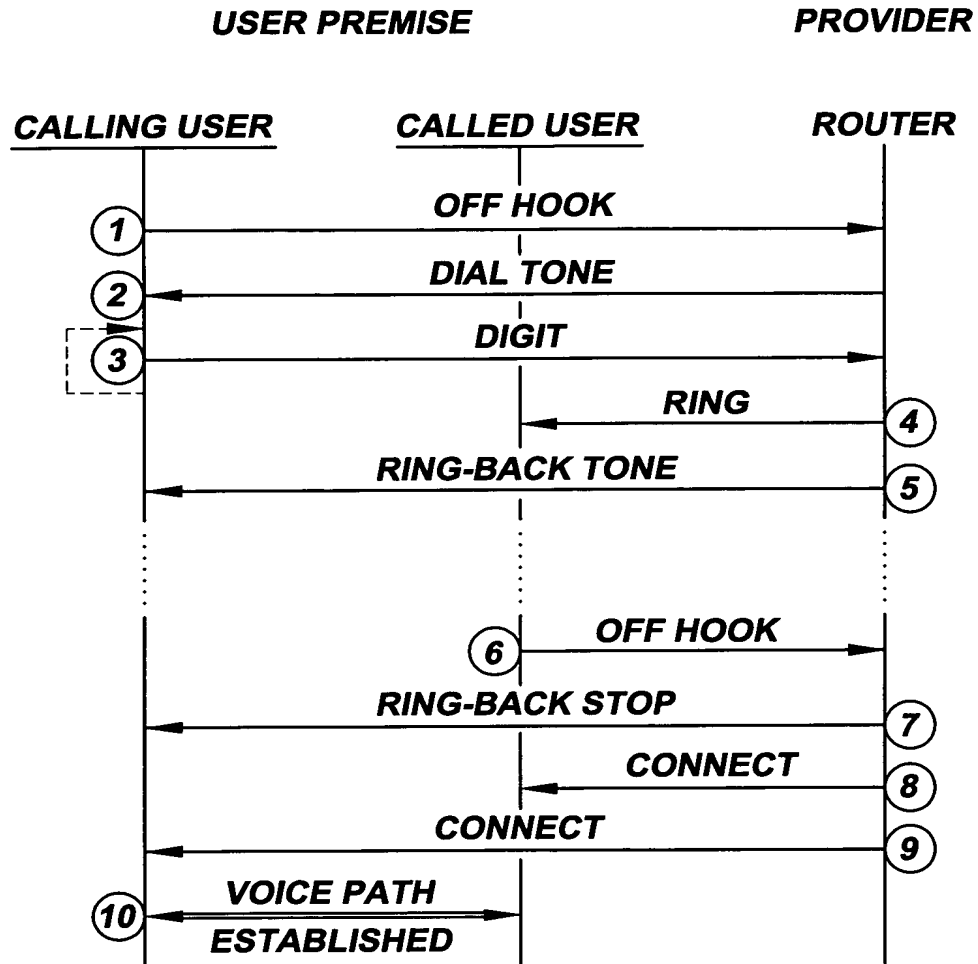 USER PREMISE PROVIDER
CALLING USER CALLED USER ROUTER
OFF HOOK
1
DIAL TONE
2
DIGIT
3
RING
4
RING-BACK TONE
5
OFF HOOK
6
RING-BACK STOP
7
CONNECT
8
CONNECT
9
VOICE PATH
10
ESTABLISHED